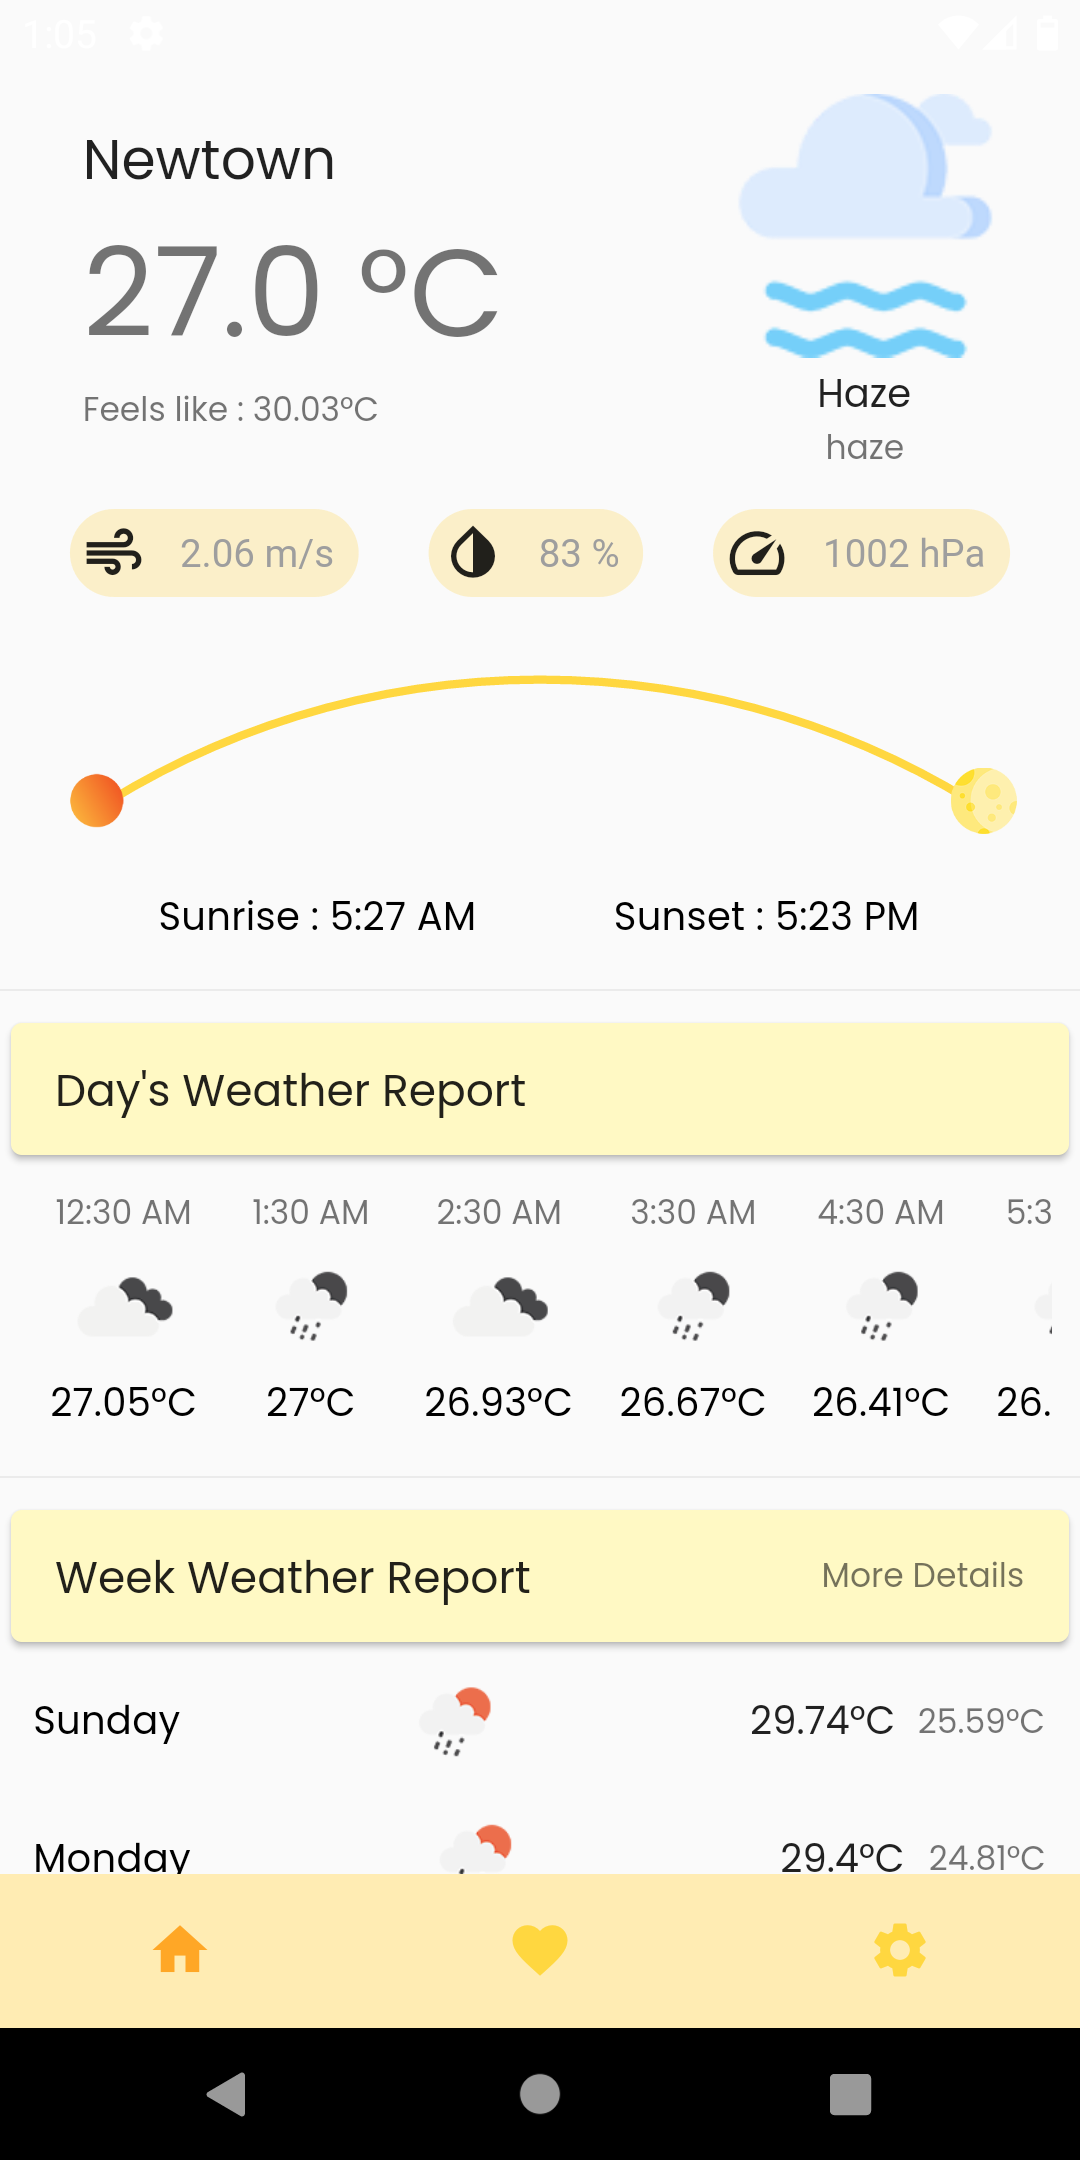 1:05
Newtown
27.0 °C
Feels like : 30.03°C
Haze
haze
2.06 m/s 83 % 1002 hPa
Sunrise : 5:27 AM Sunset : 5:23 PM
Day's Weather Report
12:30 AM 1:30 AM 2:30 AM 3:30 AM 4:30 AM 5:3
27.05°C 27°C 26.93°C 26.67°C 26.41°C 26.
Week Weather Report More Details
Sunday 29.74°C 25.59°C
Monday 29.4°C 24.81°C